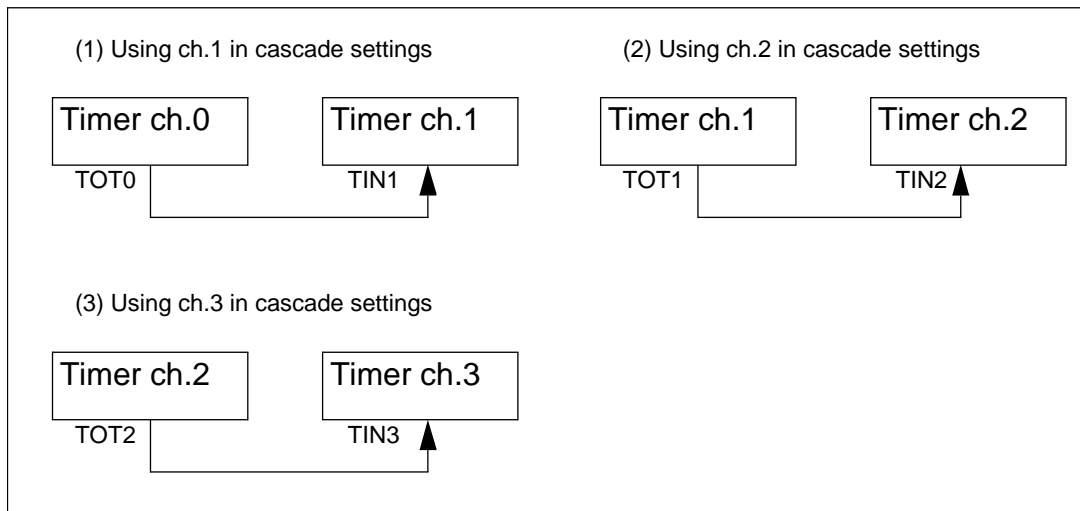 (1) Using ch.1 in cascade settings
Timer ch.0
Timer ch.1
TOT0
TIN1
(2) Using ch.2 in cascade settings
Timer ch.1
Timer ch.2
TOT1
TIN2
(3) Using ch.3 in cascade settings
Timer ch.2
Timer ch.3
TOT2
TIN3